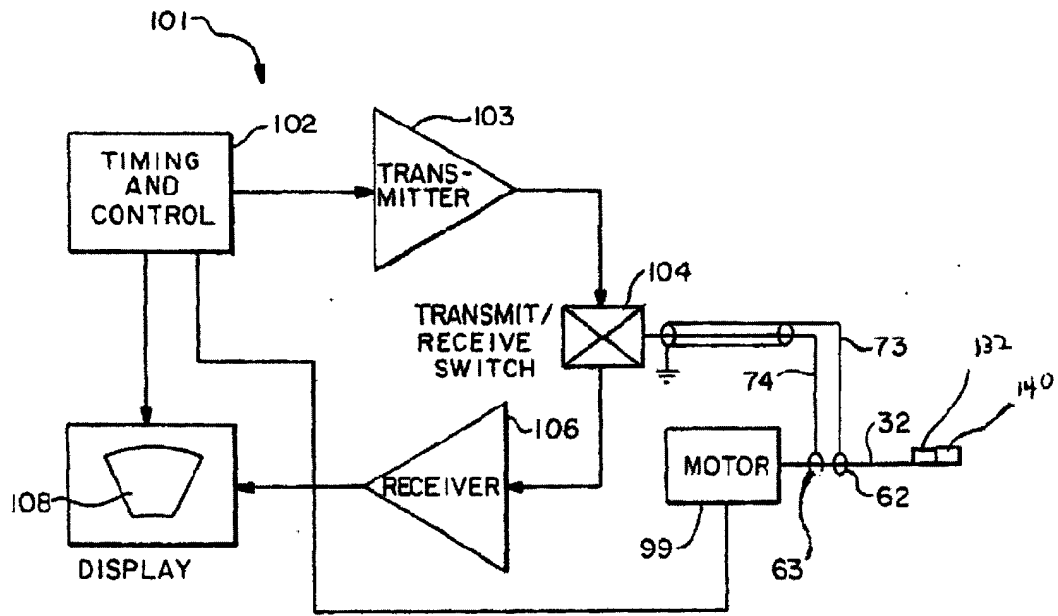 101
102
TIMING
AND
CONTROL
103
TRANS-
MITTER
104
TRANSMIT/
RECEIVE
SWITCH
73
74
132
140
106
32
MOTOR
RECEIVER
62
108
99
63
DISPLAY